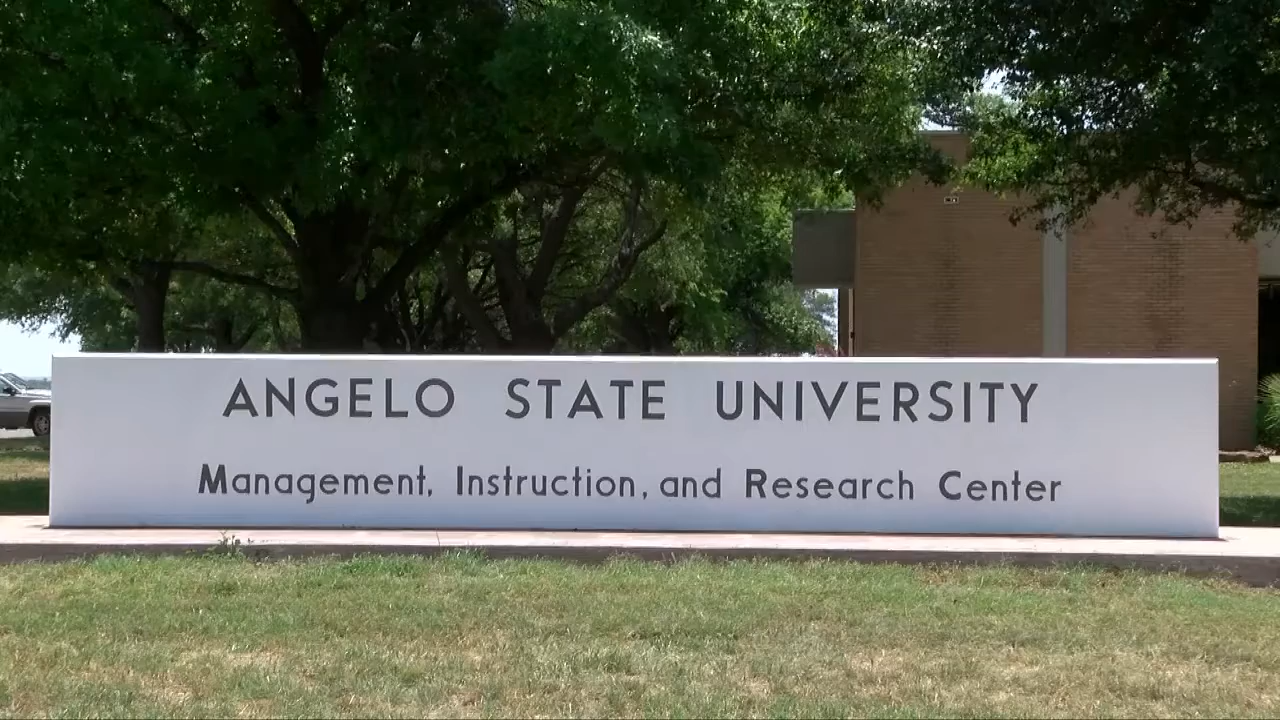 ANGELO STATE UNIVERSITY
Management, Instruction, and Research Center